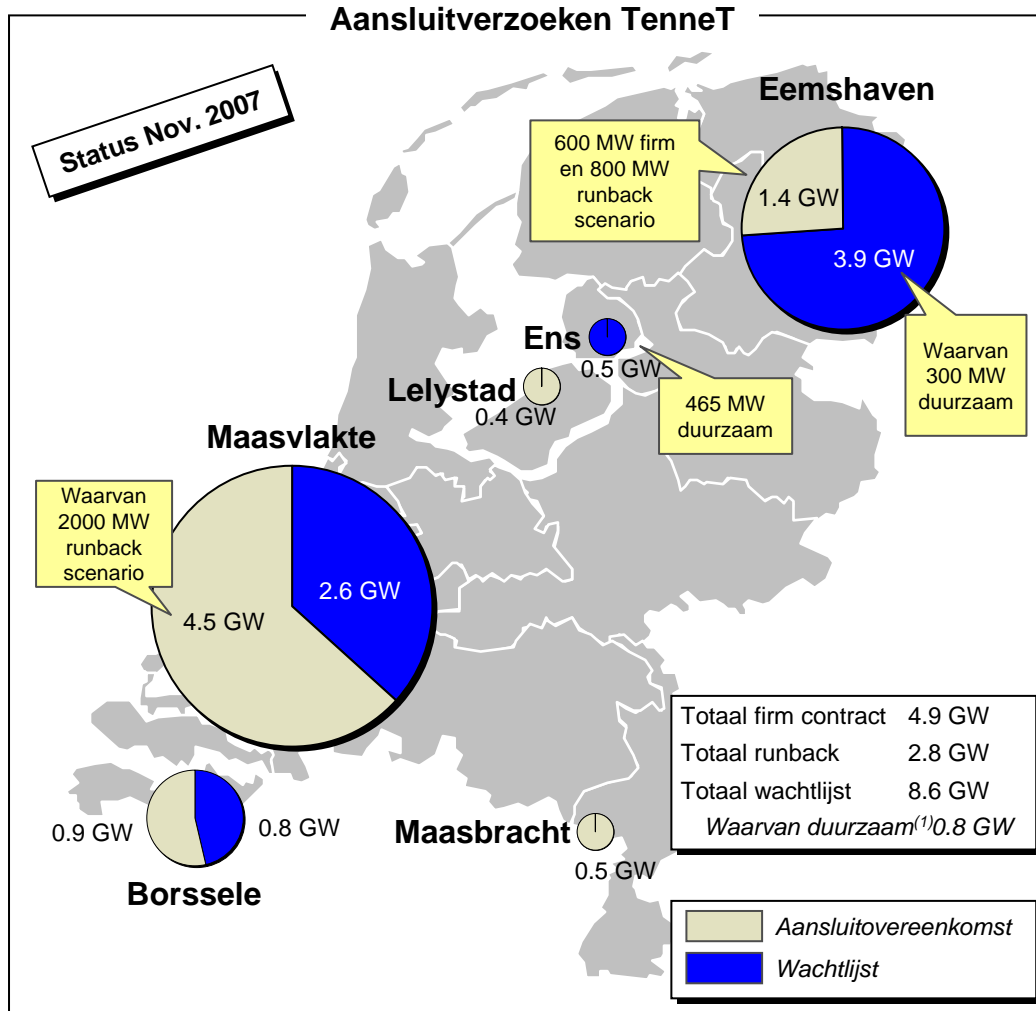 Aansluitverzoeken TenneT
Status Nov. 2007
Eemshaven
600 MW firm
en 800 MW
runback
scenario
1.4 GW
3.9 GW
Waarvan
300 MW
duurzaam
Ens
0.5 GW
465 MW
duurzaam
Lelystad
0.4 GW
Maasvlakte
Waarvan
2000 MW
runback
scenario
2.6 GW
4.5 GW
0.9 GW
0.8 GW
Borssele
Maasbracht
0.5 GW
Totaal firm contract 4.9 GW
Totaal runback 2.8 GW
Totaal wachtlijst 8.6 GW
Waarvan duurzaam(1)0.8 GW
Aansluitovereenkomst
Wachtlijst